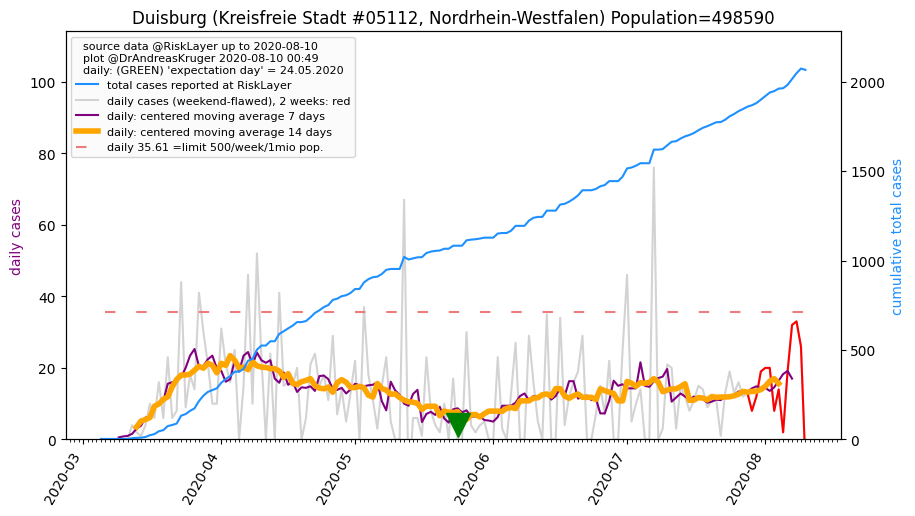 Duisburg (Kreisfreie Stadt #05112, Nordrhein-Westfalen) Population=498590
source data @RiskLayer up to 2020-08-10
plot @DrAndreasKruger 2020-08-10 00:49
daily: (GREEN) 'expectation day' = 24.05.2020
total cases reported at RiskLayer
daily cases (weekend-flawed), 2 weeks: red
daily: centered moving average 7 days
daily: centered moving average 14 days
daily 35.61 =limit 500/week/1mio pop.
daily cases
100
80
60
40
20
0
cumulative total cases
2000
1500
1000
500
0
2020-03
2020-04
2020-05
2020-06
2020-07
2020-08